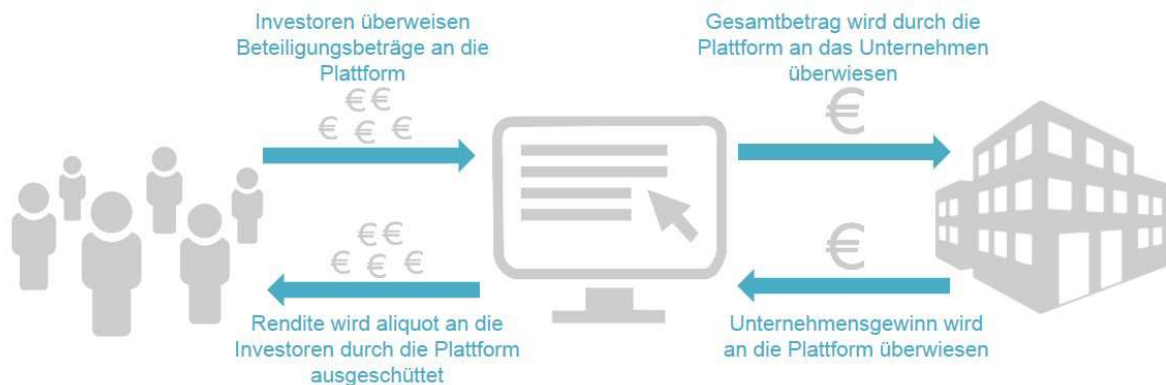 Investoren überweisen
Beteiligungsbeträge an die
Plattform
€€
€ € €
Gesamtbetrag wird durch die
Plattform an das Unternehmen
überwiesen
€
€€
€ € €
Rendite wird aliquot an die
Investoren durch die Plattform
ausgeschüttet
€
Unternehmensgewinn wird
an die Plattform überwiesen